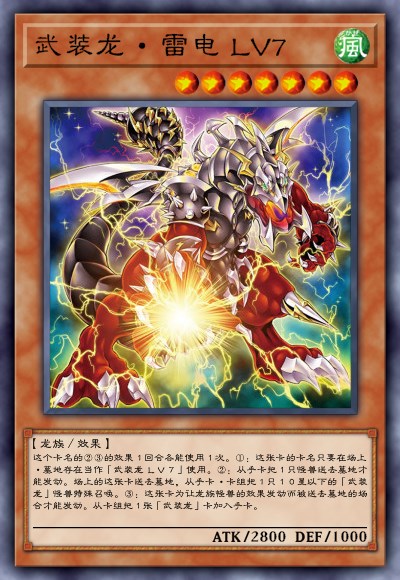 武装龙·雷电 LV7
風
【龙族/效果】
这个卡名的②③的效果1回合各能使用1次。①：这张卡的卡名只要在场上
·墓地存在当作「武装龙 LV7」使用。②：从手卡把1只怪兽送去墓地才
能发动。场上的这张卡送去墓地，从手卡·卡组把1只10星以下的「武装
龙」怪兽特殊召唤。③：这张卡为让龙族怪兽的效果发动而被送去墓地的场
合才能发动。从卡组把1张「武装龙」卡加入手卡。
ATK/2800 DEF/1000